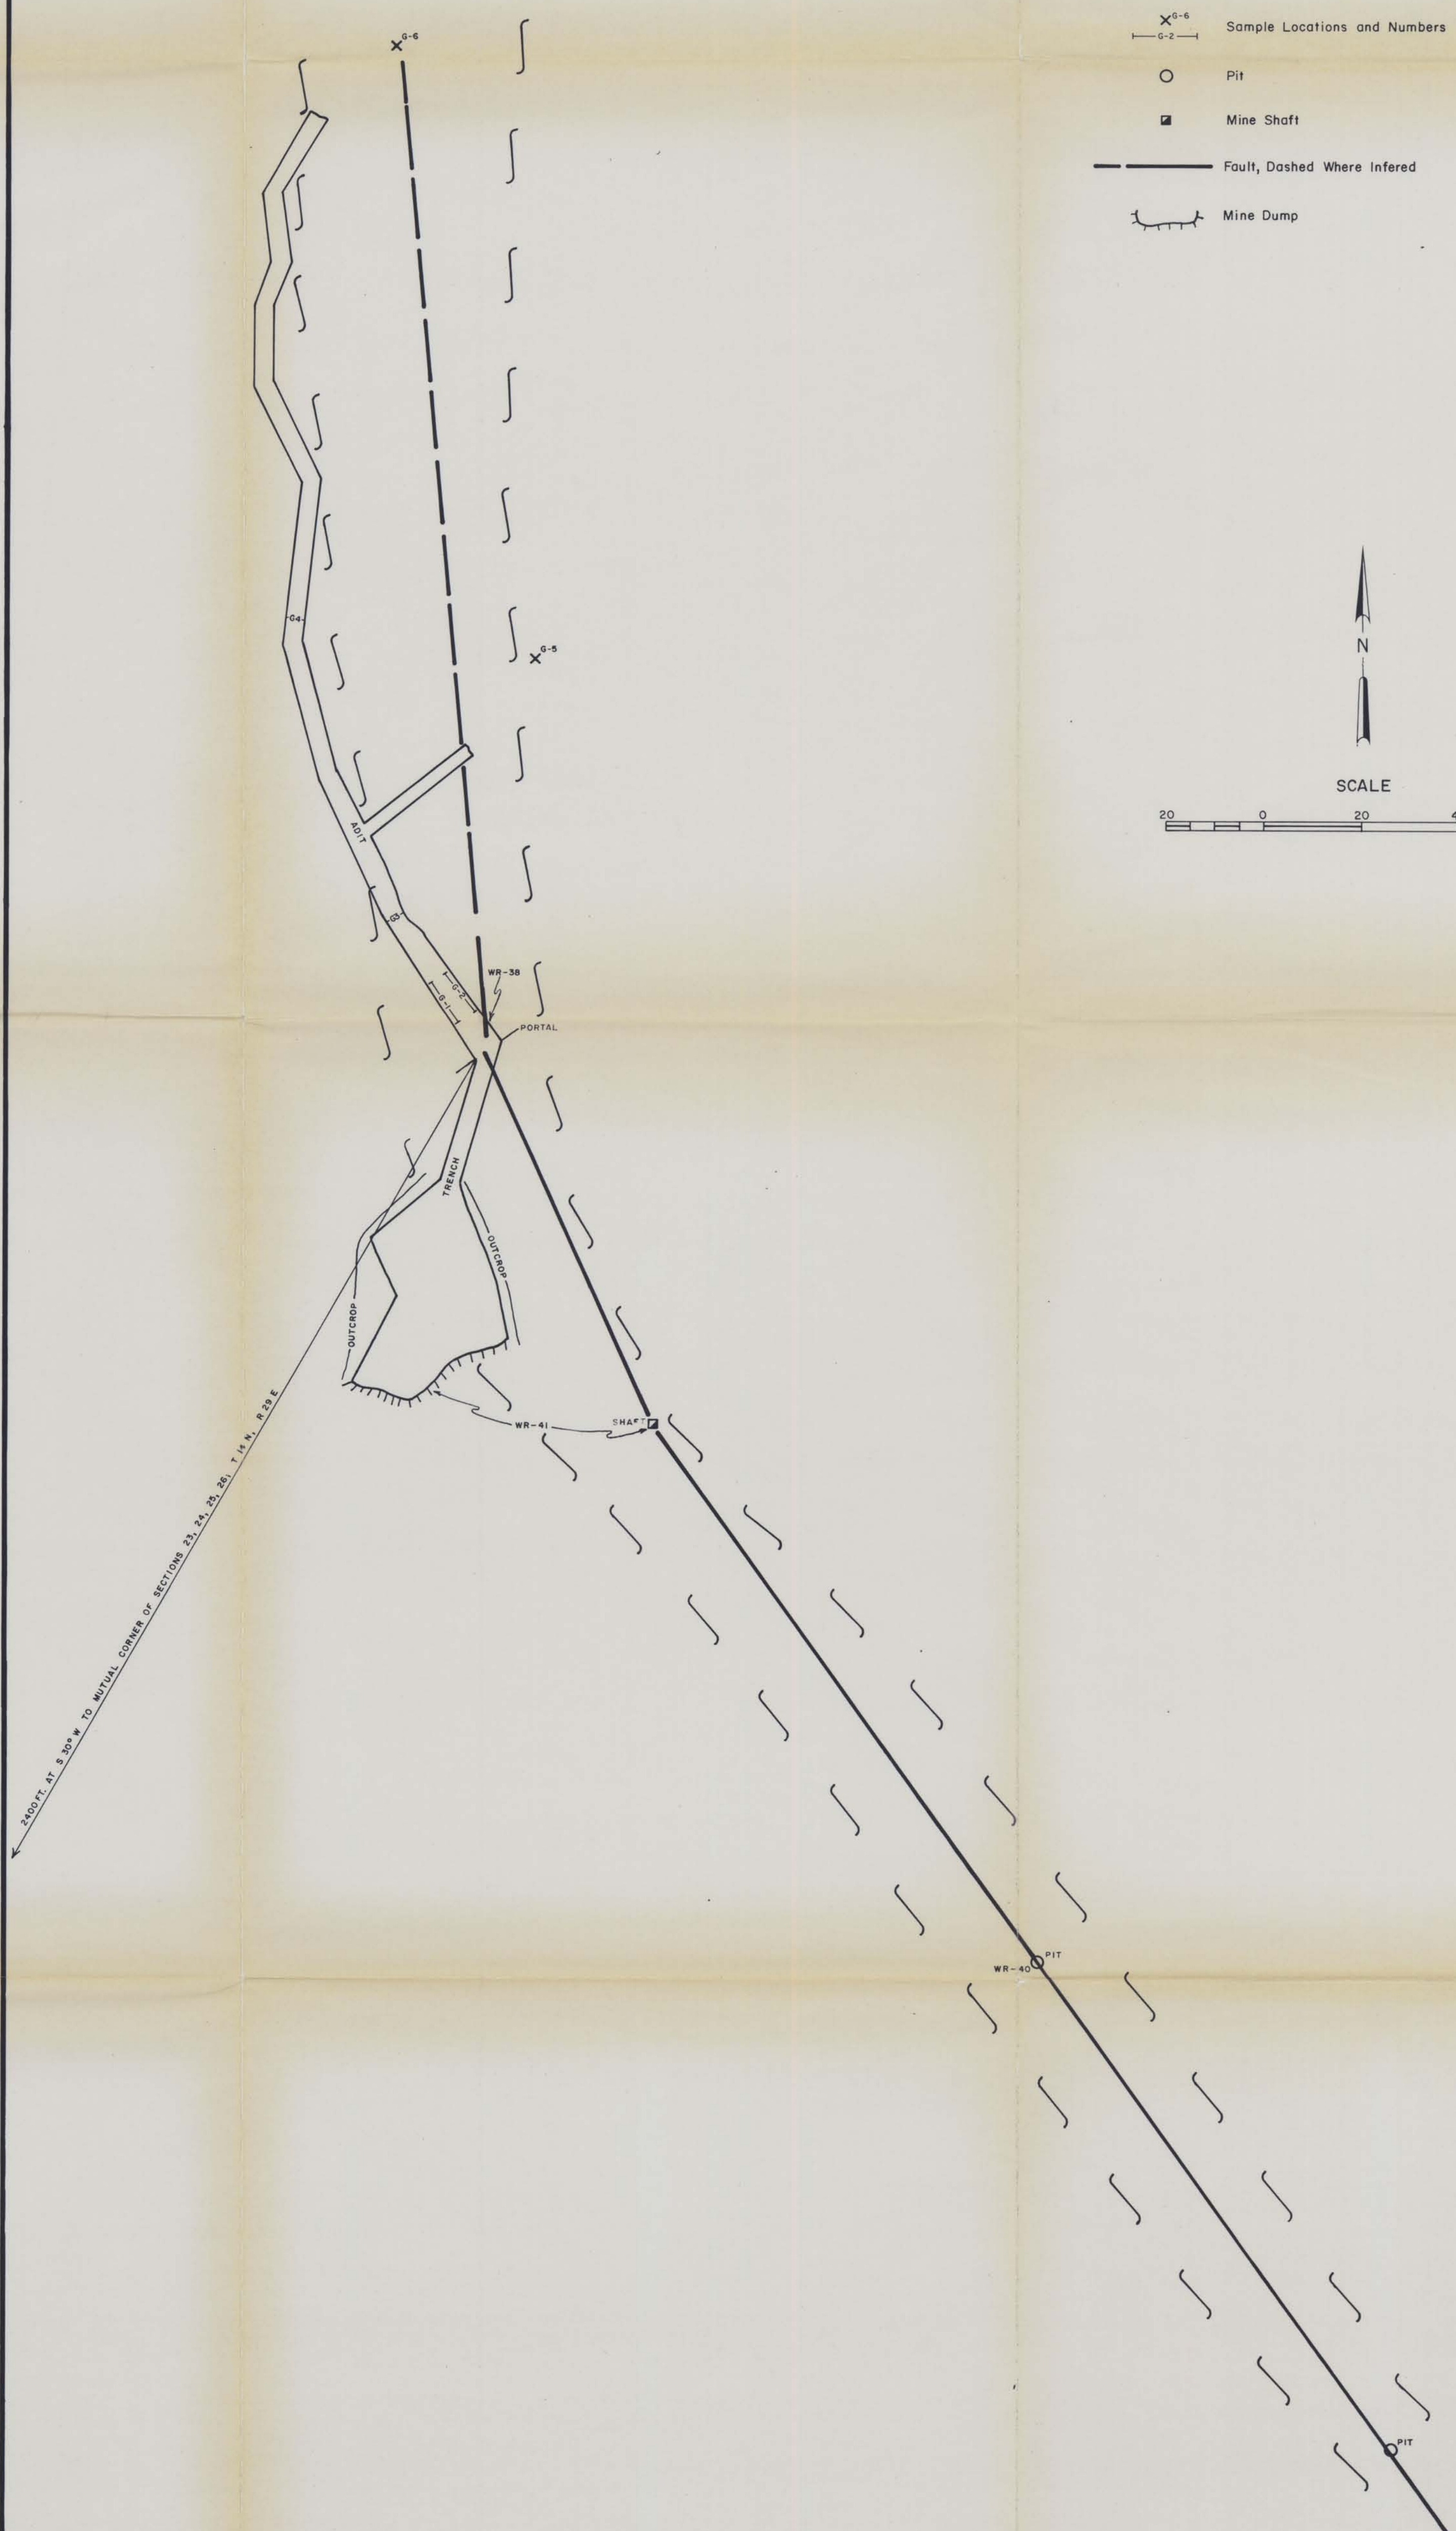 G-6
G-6
G-2
Sample Locations and Numbers
Pit
Mine Shaft
Fault, Dashed Where Infered
Mine Dump
G4
G-5
N
SCALE
20 0 20
ADIT
G3
WR-38
G-2
G-1
PORTAL
TRENCH
OUTCROP
OUTCROP
WR-41
SHAFT
2400 FT. AT S 30° W TO MUTUAL CORNER OF SECTIONS 23, 24, 25, 26, T 14 N, R 29 E
PIT
WR-40
PIT